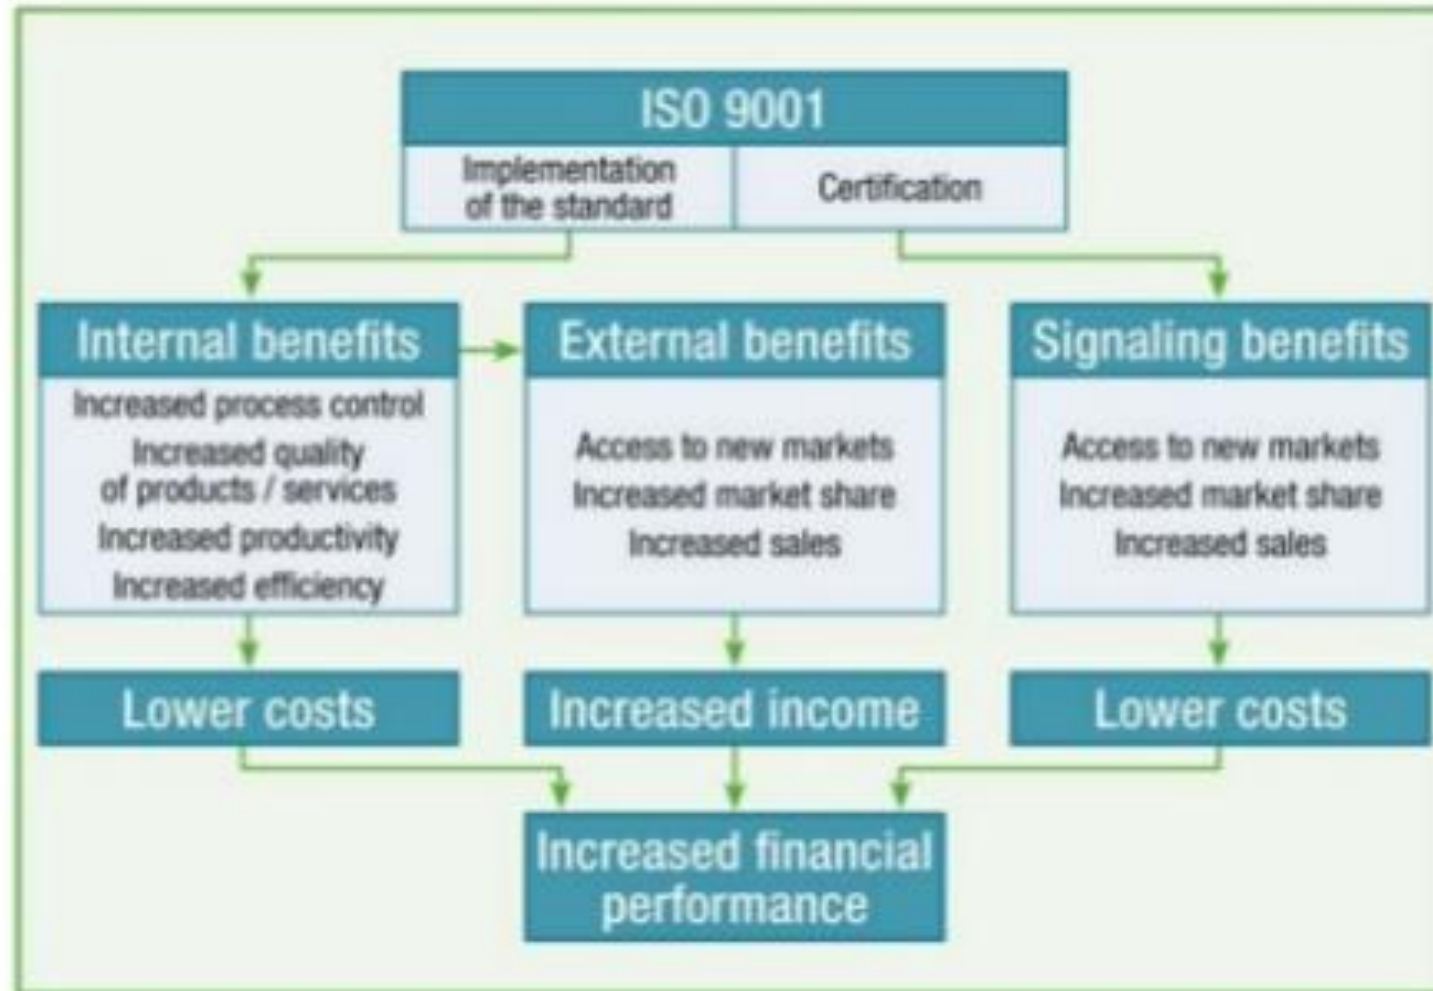 ISO 9001
Implementation
of the standard
Certification
Internal benefits
Increased process control
Increased quality
of products / services
Increased productivity
Increased efficiency
External benefits
Access to new markets
Increased market share
Increased sales
Signaling benefits
Access to new markets
Increased market share
Increased sales
Lower costs
Increased income
Lower costs
Increased financial
performance